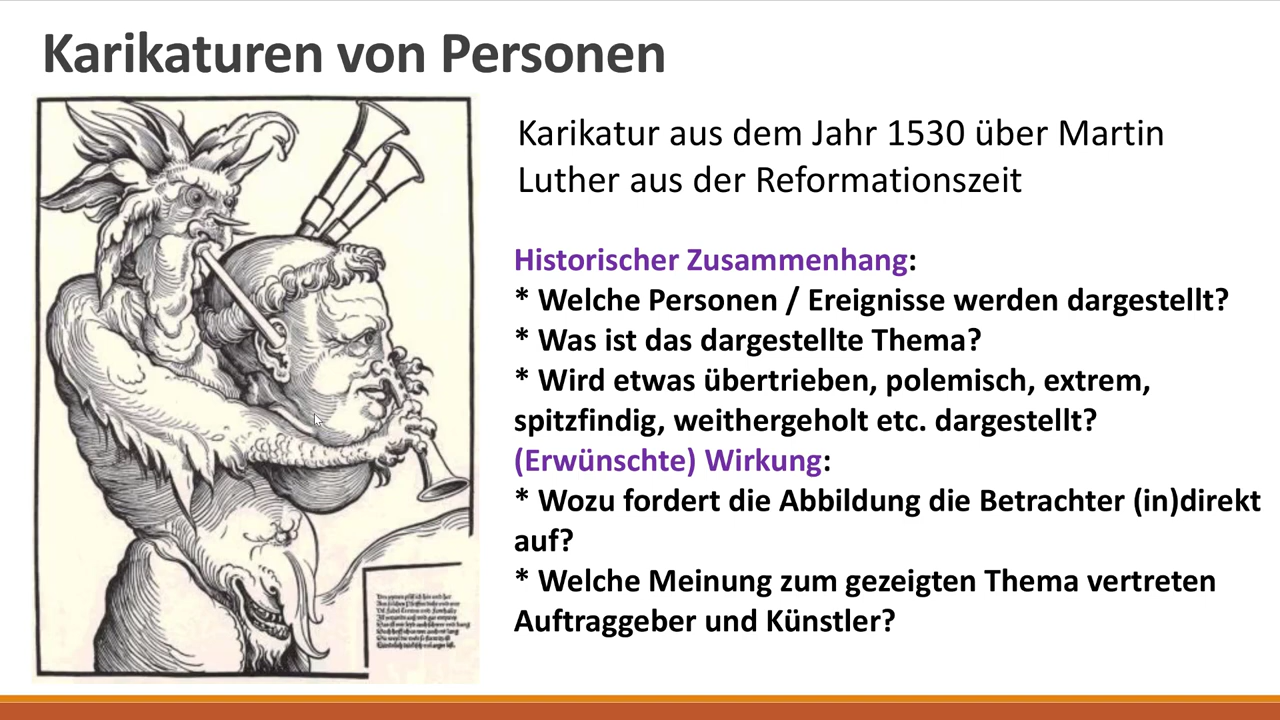 Karikaturen von Personen
Karikatur aus dem Jahr 1530 über Martin
Luther aus der Reformationszeit
Historischer Zusammenhang:
* Welche Personen / Ereignisse werden dargestellt?
* Was ist das dargestellte Thema?
* Wird etwas übertrieben, polemisch, extrem,
spitzfindig, weithergeholt etc. dargestellt?
(Erwünschte) Wirkung:
* Wozu fordert die Abbildung die Betrachter (in)direkt
auf?
* Welche Meinung zum gezeigten Thema vertreten
Auftraggeber und Künstler?